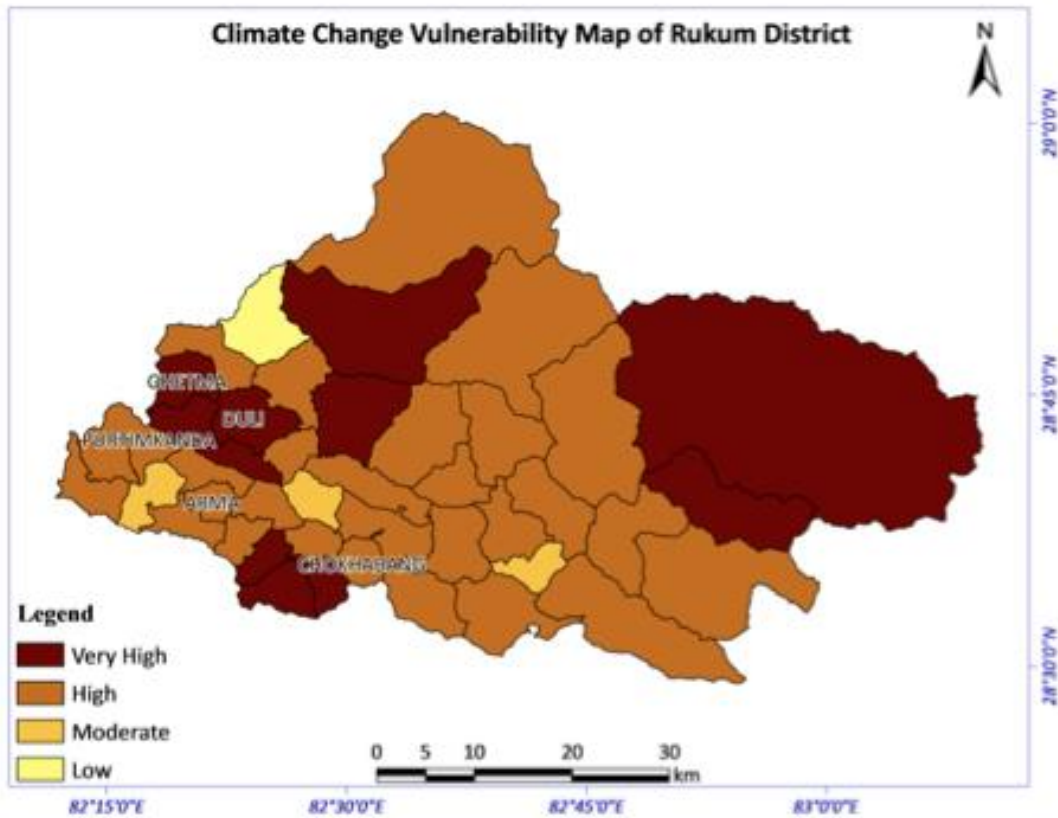 Climate Change Vulnerability Map of Rukum District
N
29°0'0"N
28°45'0"N
28°30'0"N
GHETMA
DULI
PURTIMKANDA
AJIMA
CHOKHABANG
Legend
Very High
High
Moderate
Low
0 5 10 20 30
km
82°15'0"E 82°30'0"E 82°45'0"E 83°0'0"E